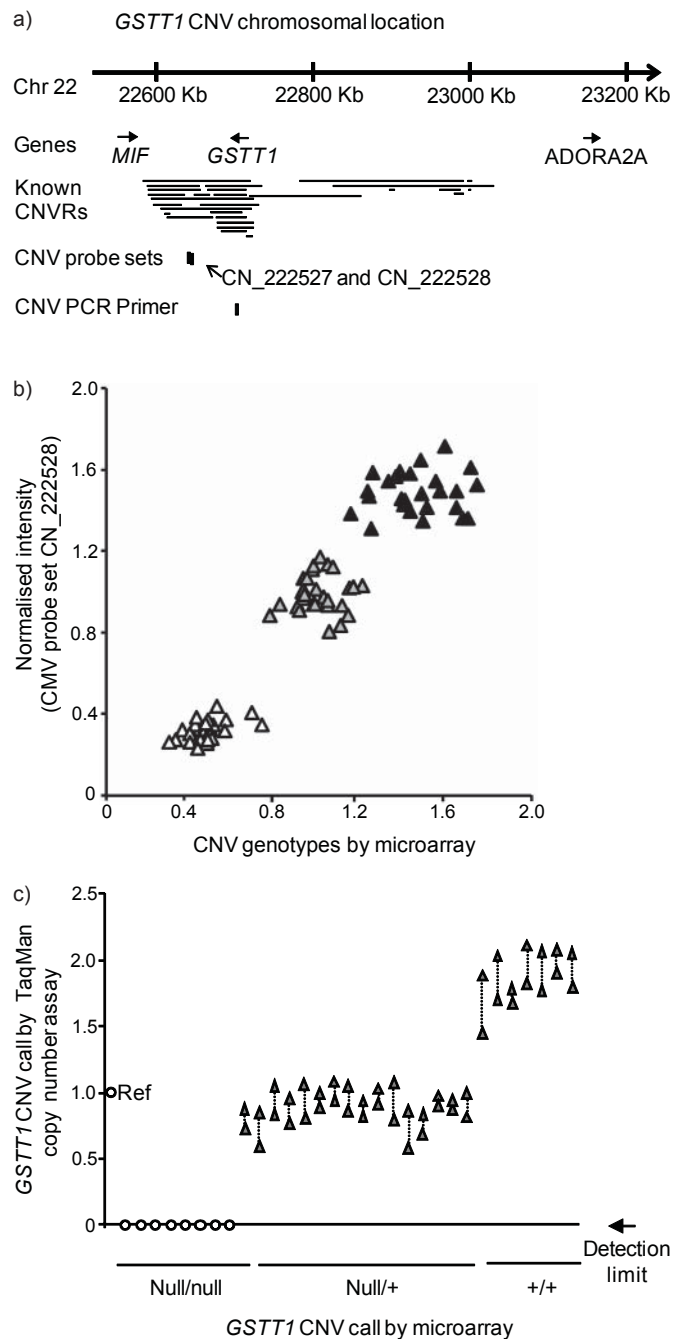 a) GSTT1 CNV chromosomal location
Chr 22
22600 Kb 22800 Kb 23000 Kb 23200 Kb
Genes
MIF GSTT1 ADORA2A
Known
CNVRs
CNV probe sets
CN_222527 and CN_222528
CNV PCR Primer
b)
Normalised intensity
(CMV probe set CN_222528)
2.0
1.6
1.2
0.8
0.4
0
0 0.4 0.8 1.2 1.6 2.0
CNV genotypes by microarray
c)
GSTT1 CNV call by TaqMan
copy number assay
2.5
2.0
1.5
1.0
0.5
0
Ref
Detection
limit
Null/null Null/+ +/+
GSTT1 CNV call by microarray